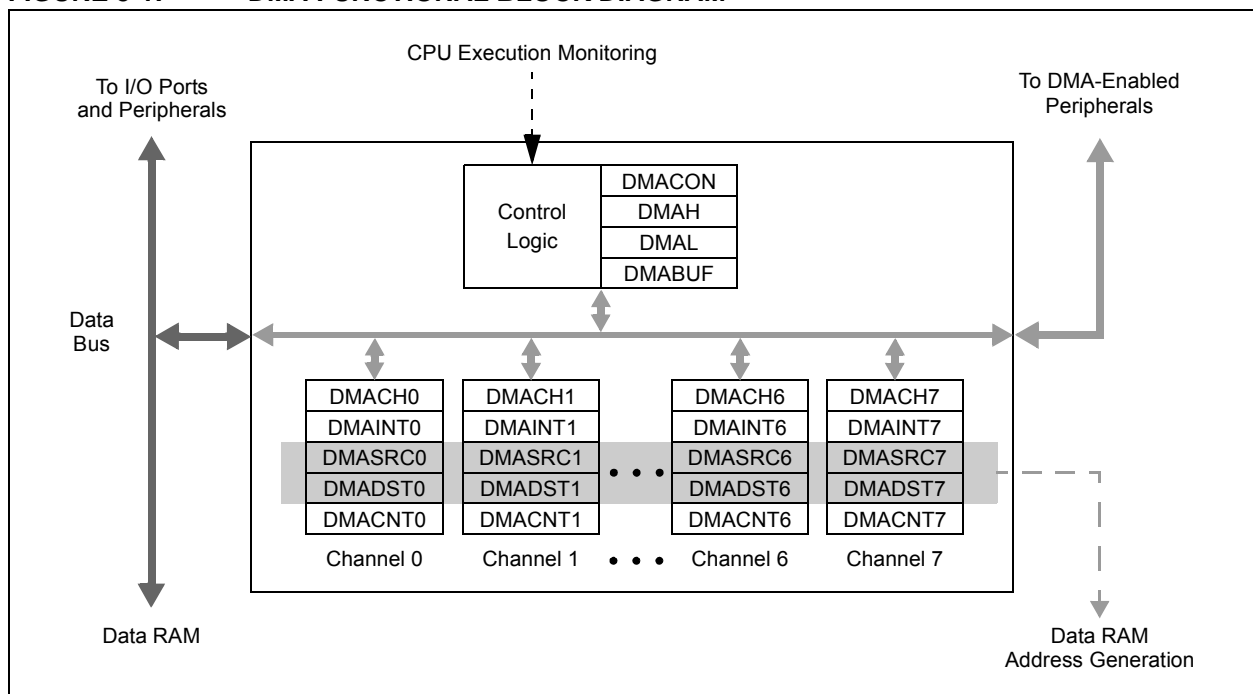 CPU Execution Monitoring
To I/O Ports
and Peripherals
To DMA-Enabled
Peripherals
Control
Logic
DMACON
DMAH
DMAL
DMABUF
Data
Bus
DMACH0
DMAINT0
DMASRC0
DMADST0
DMACNT0
Channel 0
DMACH1
DMAINT1
DMASRC1
DMADST1
DMACNT1
Channel 1
• • •
• • •
DMACH6
DMAINT6
DMASRC6
DMADST6
DMACNT6
Channel 6
DMACH7
DMAINT7
DMASRC7
DMADST7
DMACNT7
Channel 7
Data RAM
Data RAM
Address Generation